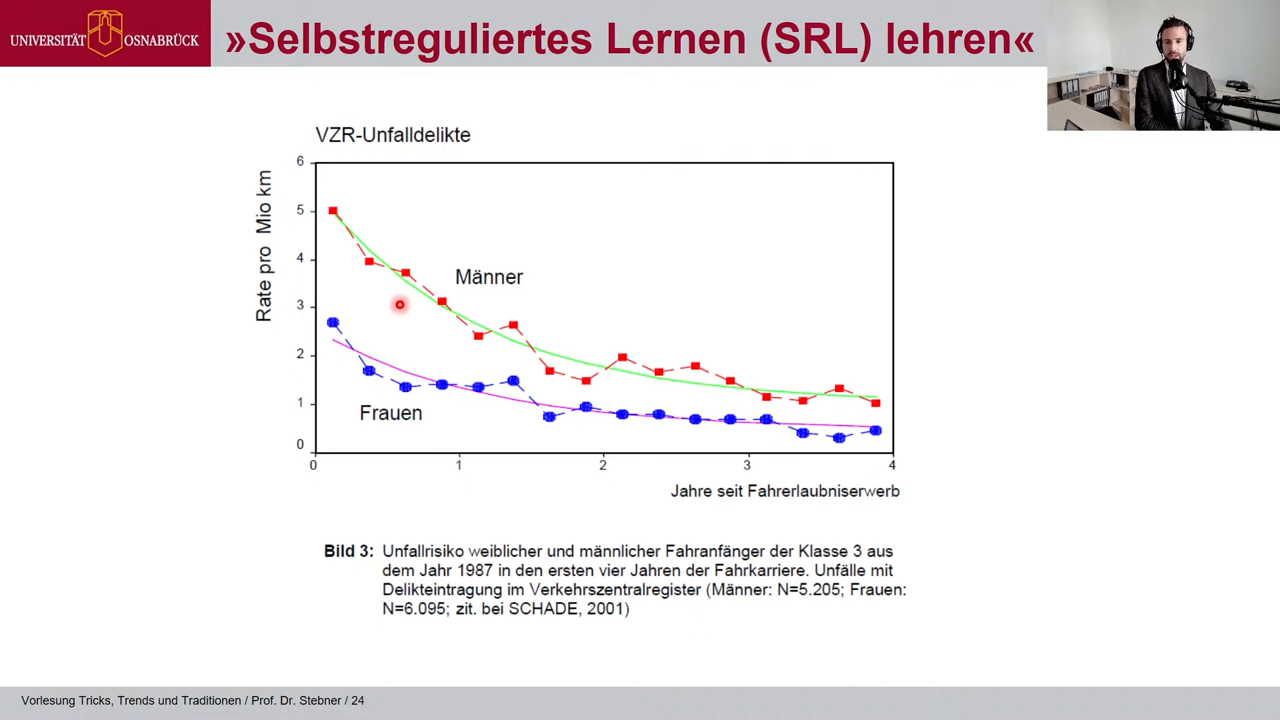 UNIVERSITÄT OSNABRÜCK
»Selbstreguliertes Lernen (SRL) lehren«
VZR-Unfalldelikte
Rate pro Mio km
6
5
4
3
2
1
0
Männer
Frauen
0 1 2 3 4
Jahre seit Fahrerlaubniserwerb
Bild 3: Unfallrisiko weiblicher und männlicher Fahranfänger der Klasse 3 aus
dem Jahr 1987 in den ersten vier Jahren der Fahrkarriere. Unfälle mit
Delikteintragung im Verkehrszentralregister (Männer: N=5.205; Frauen:
N=6.095; zit. bei SCHADE, 2001)
Vorlesung Tricks, Trends und Traditionen / Prof. Dr. Stebner / 24